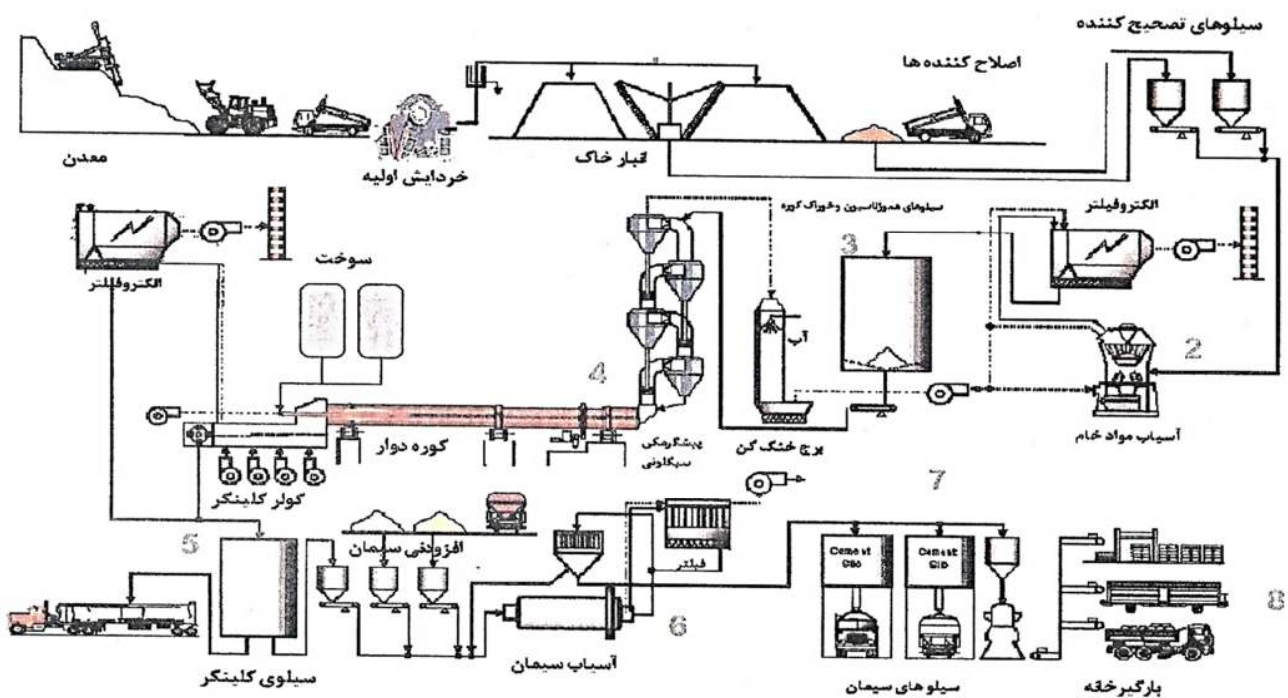 سیلوهای تصحیح کننده
اصلاح کننده ها
معدن
خردایش اولیه
انبار خاک
الکتروفیلتر
سیلوهای هموژناسیون و خوراک کوره
الکتروفیلتر
سوخت
3
2
4
آب
آسیاب مواد خام
برج خنک کن
پیشگرمکن
سیکلونی
کوره دوار
کولر کلینکر
7
5
افزودنی سیمان
فیلتر
Cement
Silo
Cement
Silo
8
6
سیلوی کلینکر
آسیاب سیمان
سیلو های سیمان
بارگیرخانه